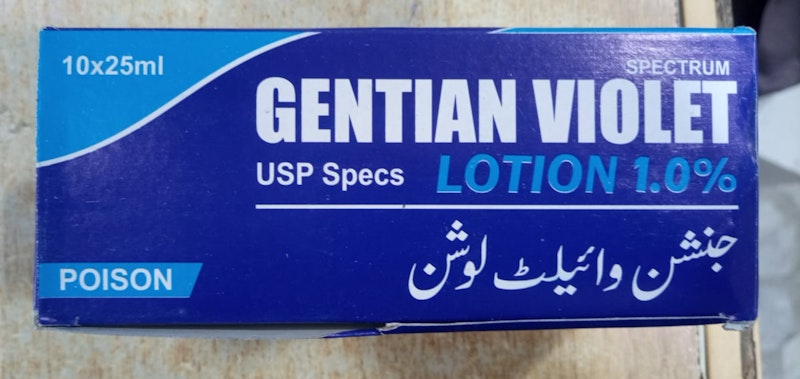 10x25ml
SPECTRUM
GENTIAN VIOLET
USP Specs LOTION 1.0%
جنشن وائیلٹ لوشن
POISON